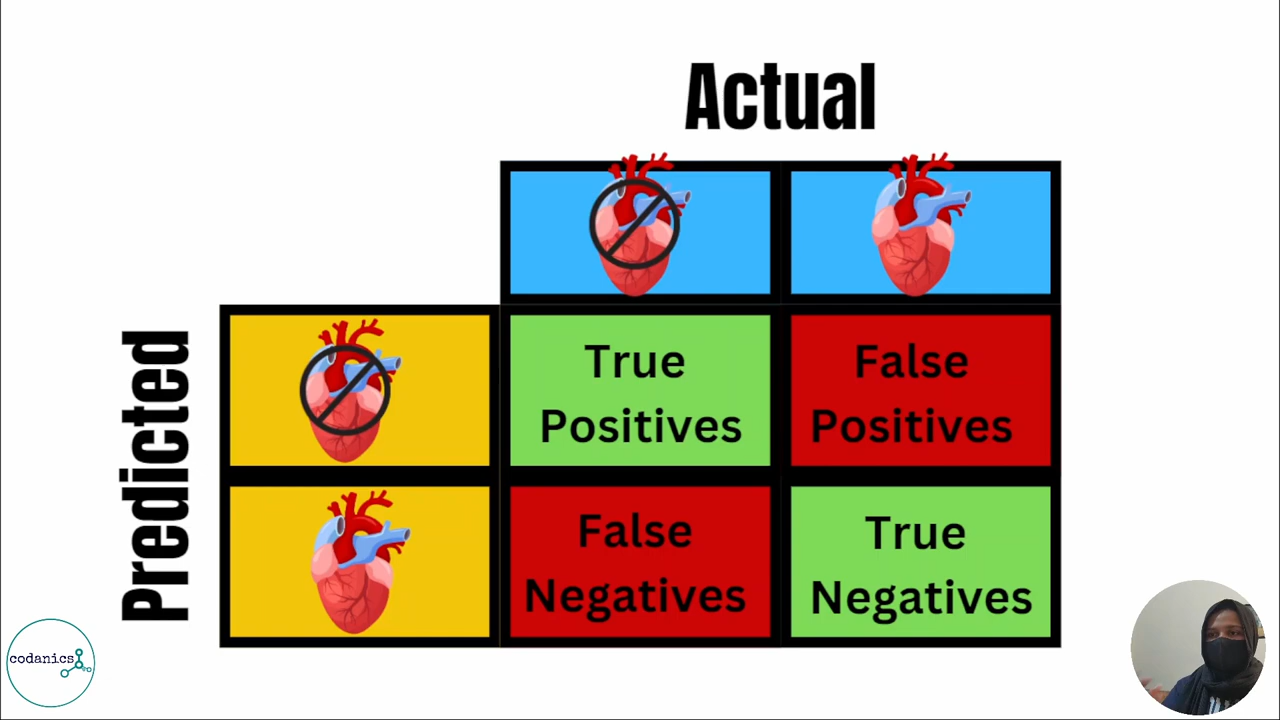 Actual
True
Positives
False
Positives
Predicted
False
Negatives
True
Negatives
codanics